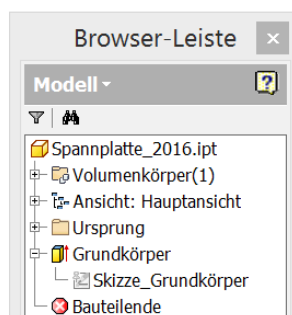 Browser-Leiste
Modell
Spannplatte_2016.ipt
Volumenkörper(1)
Ansicht: Hauptansicht
Ursprung
Grundkörper
Skizze_Grundkörper
Bauteilende